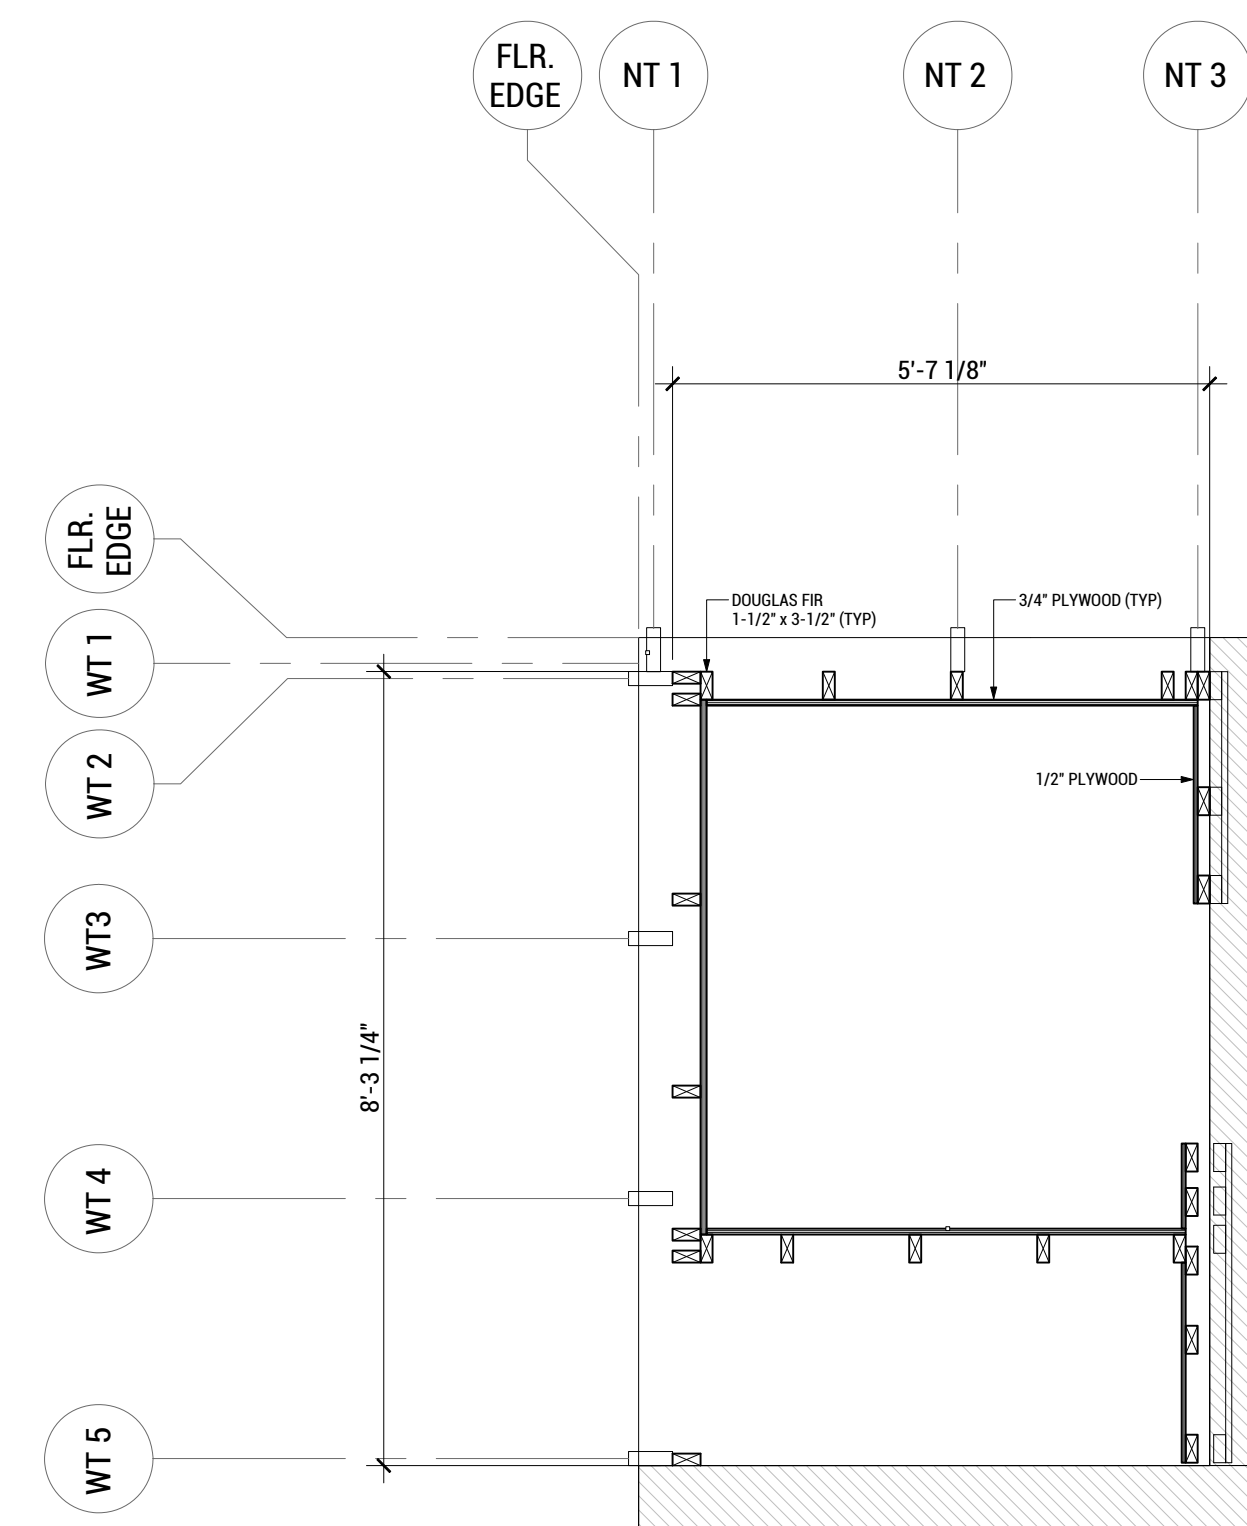 FLR.
EDGE
NT 1
NT 2
NT 3
5'-7 1/8"
FLR.
EDGE
WT 1
WT 2
WT3
WT 4
WT 5
8'-3 1/4"
DOUGLAS FIR
1-1/2" x 3-1/2" (TYP)
3/4" PLYWOOD (TYP)
1/2" PLYWOOD